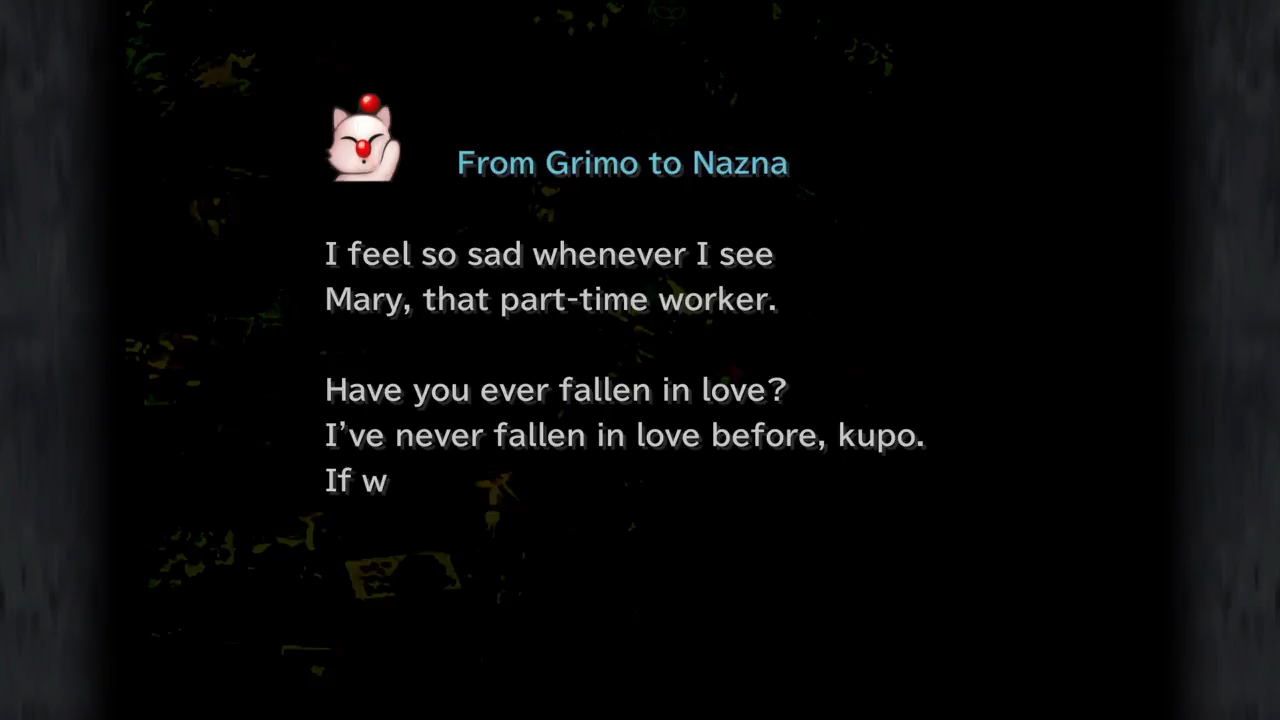 From Grimo to Nazna
I feel so sad whenever I see
Mary, that part-time worker.
Have you ever fallen in love?
I've never fallen in love before, kupo.
If w